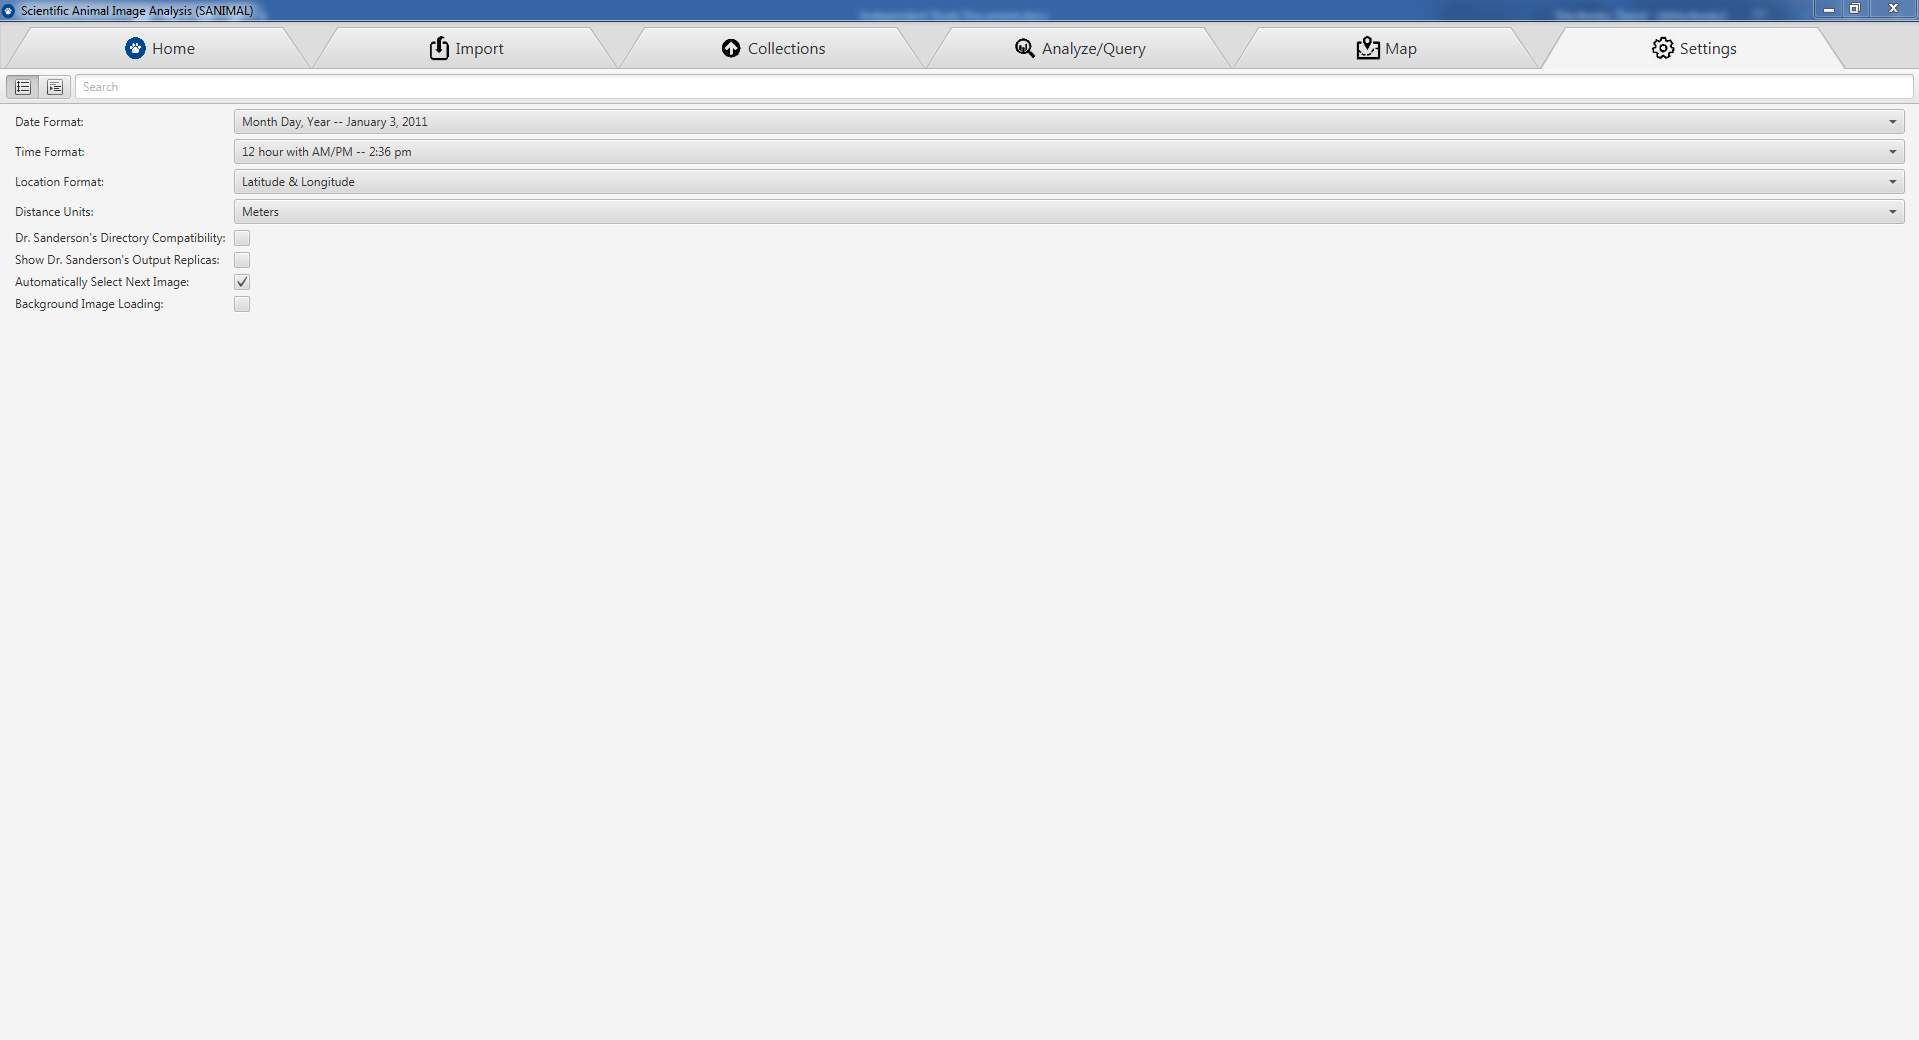 Scientific Animal Image Analysis (SANIMAL)
Home Import Collections Analyze/Query Map Settings
Search
Date Format: Month Day, Year -- January 3, 2011
Time Format: 12 hour with AM/PM -- 2:36 pm
Location Format: Latitude & Longitude
Distance Units: Meters
Dr. Sanderson's Directory Compatibility:
Show Dr. Sanderson's Output Replicas:
Automatically Select Next Image:
Background Image Loading: